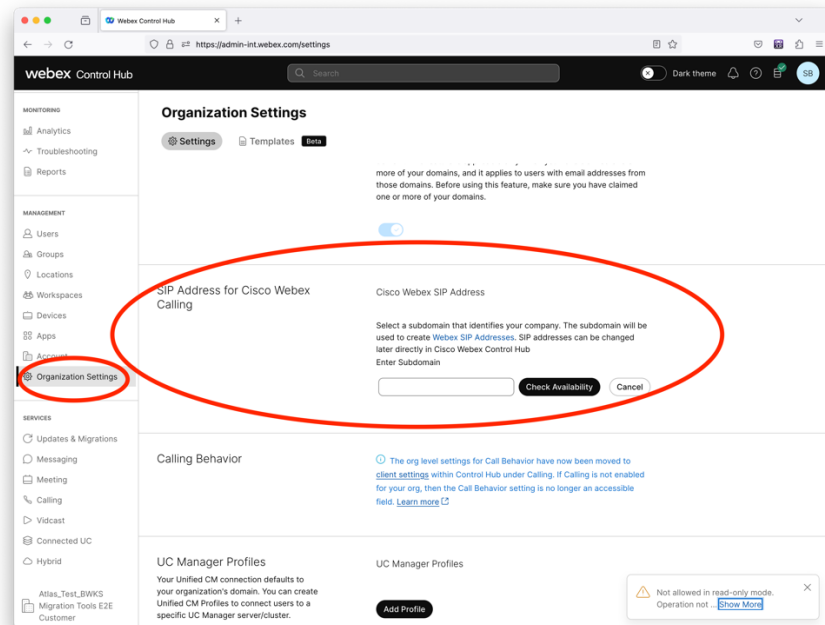 Webex Control Hub
https://admin-int.webex.com/settings
webex Control Hub
Search
Dark theme
SB
MONITORING
Analytics
Troubleshooting
Reports
MANAGEMENT
Users
Groups
Locations
Workspaces
Devices
Apps
Account
Organization Settings
SERVICES
Updates & Migrations
Messaging
Meeting
Calling
Vidcast
Connected UC
Hybrid
Atlas_Test_BWKS
Migration Tools E2E
Customer
Organization Settings
Settings
Templates Beta
more of your domains, and it applies to users with email addresses from
those domains. Before using this feature, make sure you have claimed
one or more of your domains.
SIP Address for Cisco Webex
Calling
Cisco Webex SIP Address
Select a subdomain that identifies your company. The subdomain will be
used to create Webex SIP Addresses. SIP addresses can be changed
later directly in Cisco Webex Control Hub
Enter Subdomain
Check Availability
Cancel
Calling Behavior
The org level settings for Call Behavior have now been moved to
client settings within Control Hub under Calling. If Calling is not enabled
for your org, then the Call Behavior setting is no longer an accessible
field. Learn more
UC Manager Profiles
Your Unified CM connection defaults to
your organization's domain. You can create
Unified CM Profiles to connect users to a
specific UC Manager server/cluster.
UC Manager Profiles
Add Profile
Not allowed in read-only mode.
Operation not ... Show More